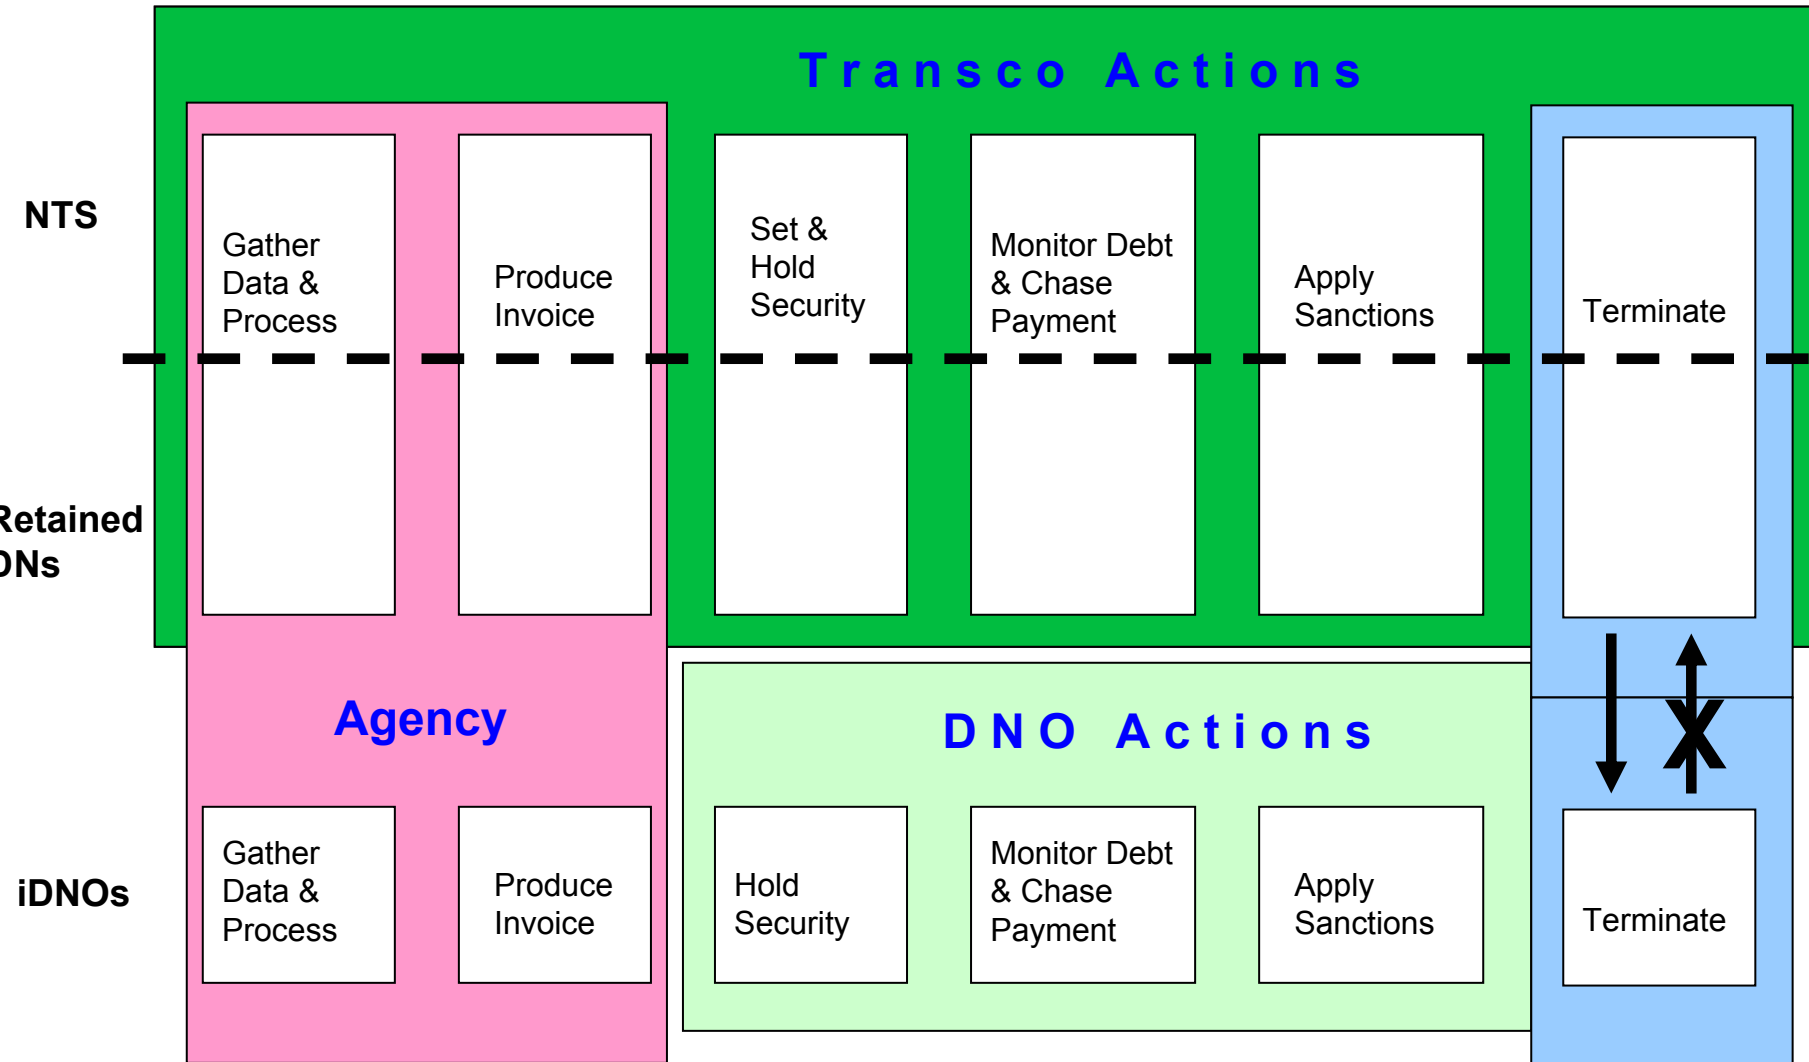 Transco Actions
NTS
Gather
Data &
Process
Produce
Invoice
Set &
Hold
Security
Monitor Debt
& Chase
Payment
Apply
Sanctions
Terminate
Retained
DNs
Agency
DNO Actions
X
iDNOs
Gather
Data &
Process
Produce
Invoice
Hold
Security
Monitor Debt
& Chase
Payment
Apply
Sanctions
Terminate